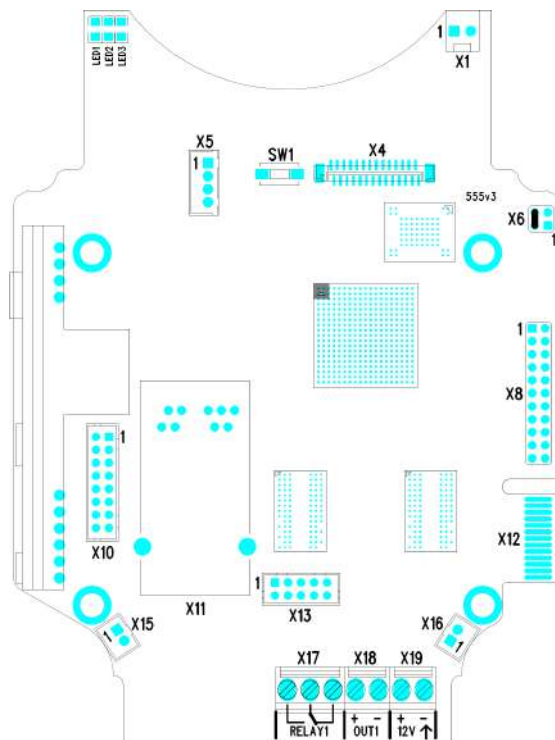 LED1 LED2 LED3
1
X1
X5
1
SW1
X4
555v3
X6
1
1
X8
1
X10
X12
X11
1
X13
X15
1
X16
1
X17 X18 X19
+ - + -
RELAY1 OUT1 12V